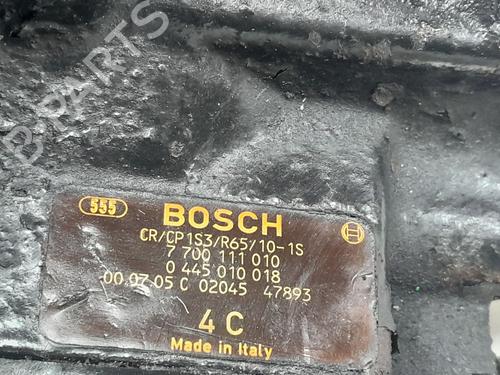 B-PARTS
555 BOSCH
CR/CP1S3/R65/10-1S
7 700 111 010
0 445 010 018
00.07.05 C 02045 47893
4 C
Made in Italy